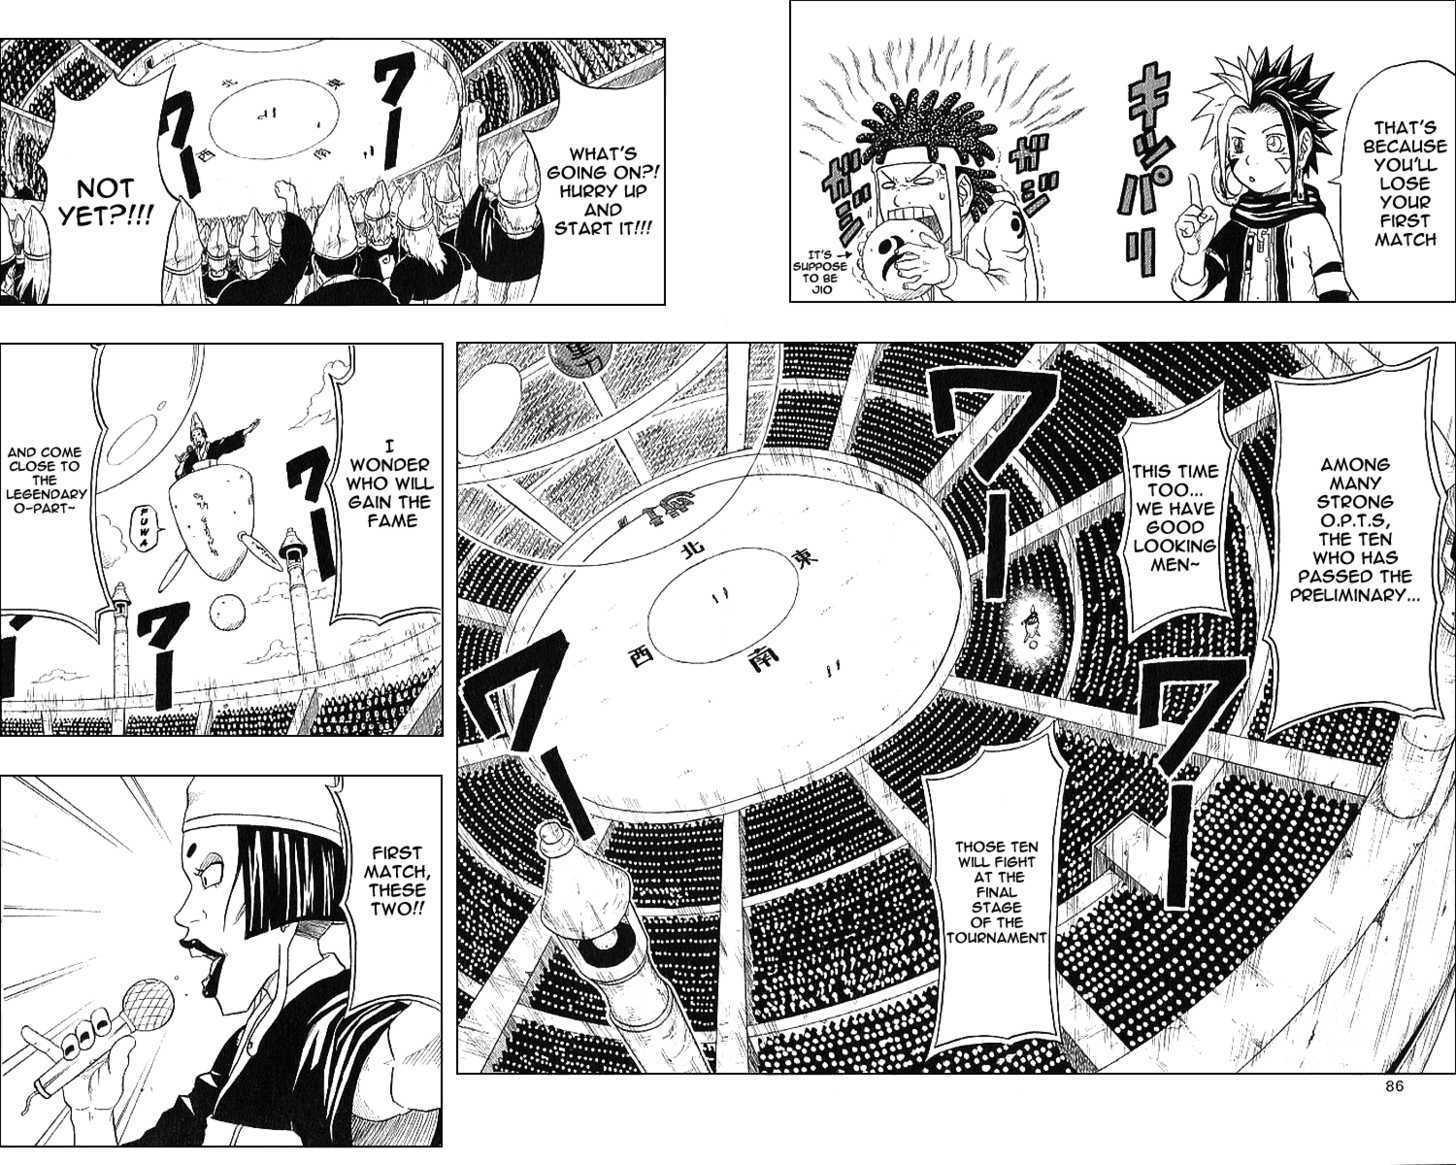 THAT'S
BECAUSE
YOU'LL
LOSE
YOUR
FIRST
MATCH
キッパリ
ガジ
ガジ
IT'S
SUPPOSE
TO BE
JIO
WHAT'S
GOING ON?!
HURRY UP
AND
START IT!!!
ワー
ワー
北
西
南
NOT
YET?!!!
AMONG
MANY
STRONG
O.P.T.S,
THE TEN
WHO HAS
PASSED THE
PRELIMINARY...
THIS TIME
TOO...
WE HAVE
GOOD
LOOKING
MEN~
ワー
ワー
ワー
北
東
西
南
THOSE TEN
WILL FIGHT
AT THE
FINAL
STAGE
OF THE
TOURNAMENT
I
WONDER
WHO WILL
GAIN THE
FAME
ワー
ワー
FUWA
AND COME
CLOSE TO
THE
LEGENDARY
O-PART~
FIRST
MATCH,
THESE
TWO!!
86